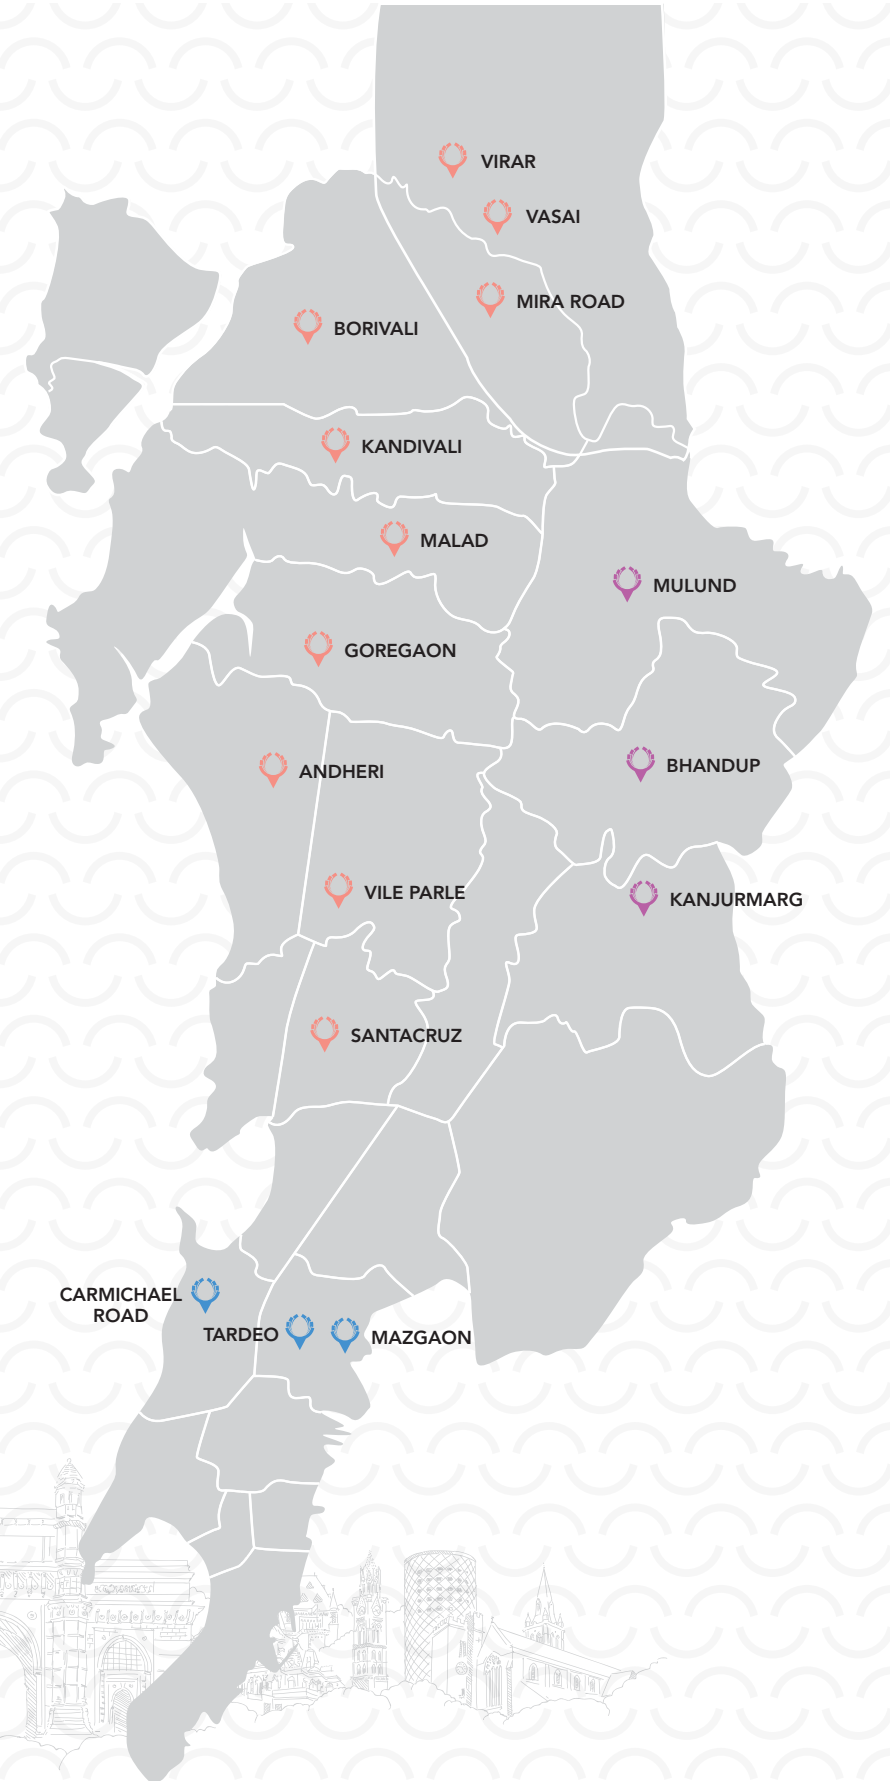 VIRAR
VASAI
MIRA ROAD
BORIVALI
KANDIVALI
MALAD
MULUND
GOREGAON
BHANDUP
ANDHERI
VILE PARLE
KANJURMARG
SANTACRUZ
CARMICHAEL
ROAD
TARDEO
MAZGAON